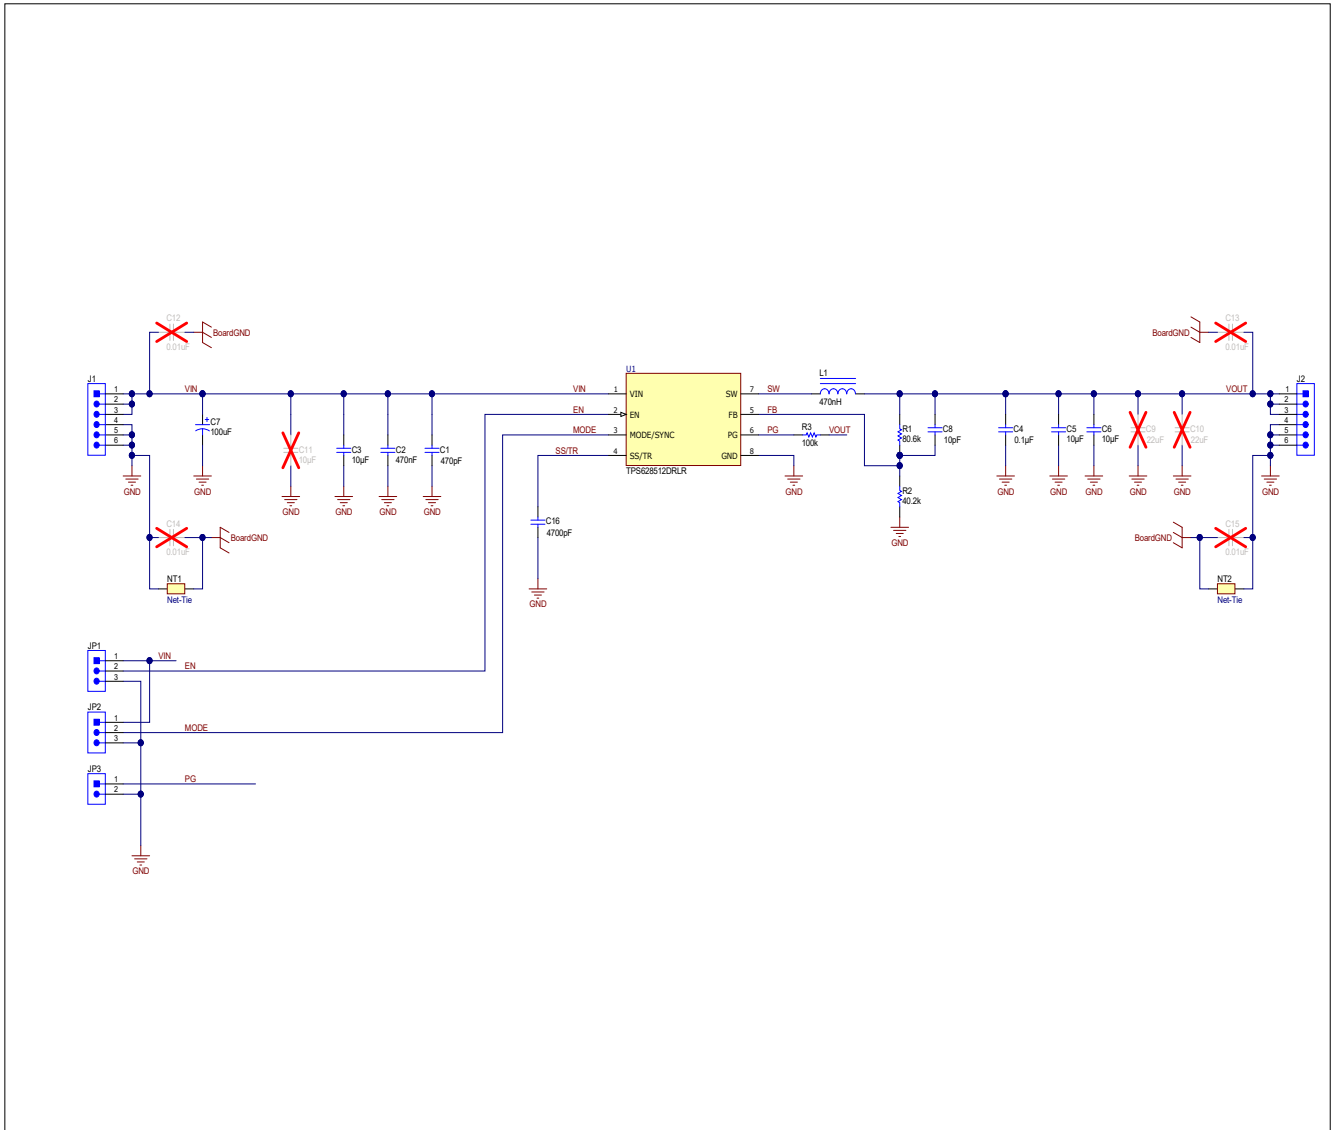 C12
0.01uF
BoardGND
C13
0.01uF
BoardGND
J1
1
2
3
4
5
6
VIN
C7
+
100uF
GND
GND
C11
10µF
GND
C3
10µF
GND
C2
470nF
GND
C1
470pF
GND
VIN
EN
MODE
SS/TR
1
2
3
4
U1
VIN
EN
MODE/SYNC
SS/TR
SW
FB
PG
GND
TPS628512DRLR
7
5
6
8
SW
FB
PG
GND
R3
100k
VOUT
L1
470nH
R1
80.6k
C8
10pF
R2
40.2k
GND
C4
0.1µF
GND
C5
10µF
GND
C6
10µF
GND
C9
22uF
GND
C10
22uF
GND
VOUT
J2
1
2
3
4
5
6
GND
C16
4700pF
GND
C14
0.01uF
BoardGND
NT1
Net-Tie
C15
0.01uF
BoardGND
NT2
Net-Tie
JP1
1
2
3
VIN
EN
JP2
1
2
3
MODE
JP3
1
2
PG
GND